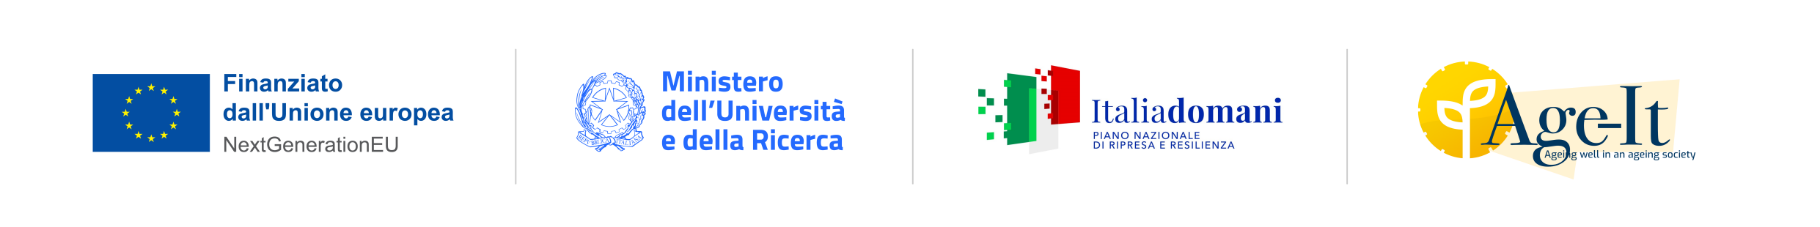 Finanziato
dall'Unione europea
NextGenerationEU
Ministero
dell'Università
e della Ricerca
Italiadomani
PIANO NAZIONALE
DI RIPRESA E RESILIENZA
Age-It
Ageing well in an ageing society